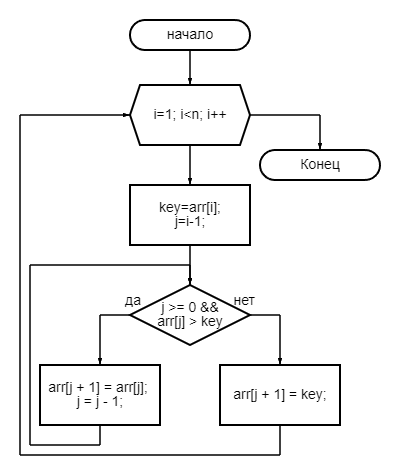 начало
i=1; i<n; i++
Конец
key=arr[i];
j=i-1;
да
j >= 0 &&
arr[j] > key
нет
arr[j + 1] = arr[j];
j = j - 1;
arr[j + 1] = key;